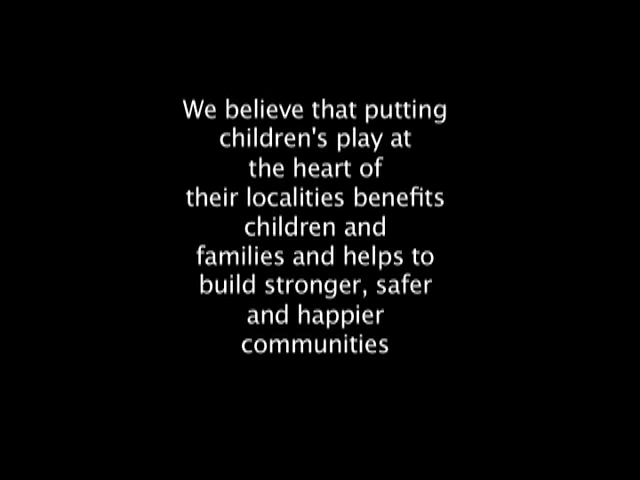 We believe that putting
children's play at
the heart of
their localities benefits
children and
families and helps to
build stronger, safer
and happier
communities